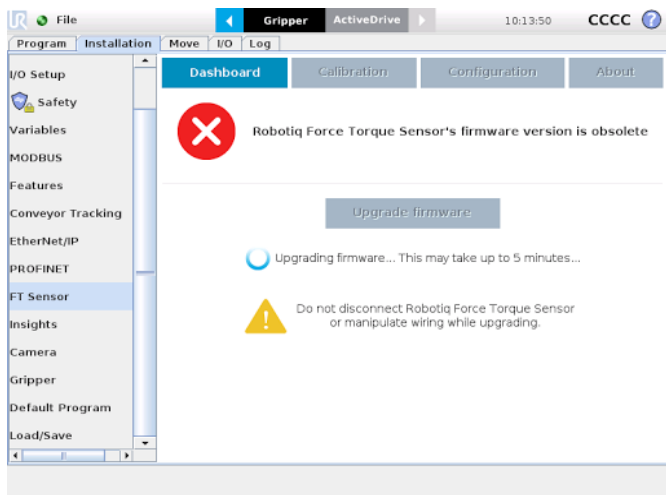 UR File Gripper ActiveDrive 10:13:50 CCCC ?
Program Installation Move I/O Log
I/O Setup
Safety
Variables
MODBUS
Features
Conveyor Tracking
EtherNet/IP
PROFINET
FT Sensor
Insights
Camera
Gripper
Default Program
Load/Save
Dashboard Calibration Configuration About
Robotiq Force Torque Sensor's firmware version is obsolete
Upgrade firmware
Upgrading firmware... This may take up to 5 minutes...
Do not disconnect Robotiq Force Torque Sensor
or manipulate wiring while upgrading.